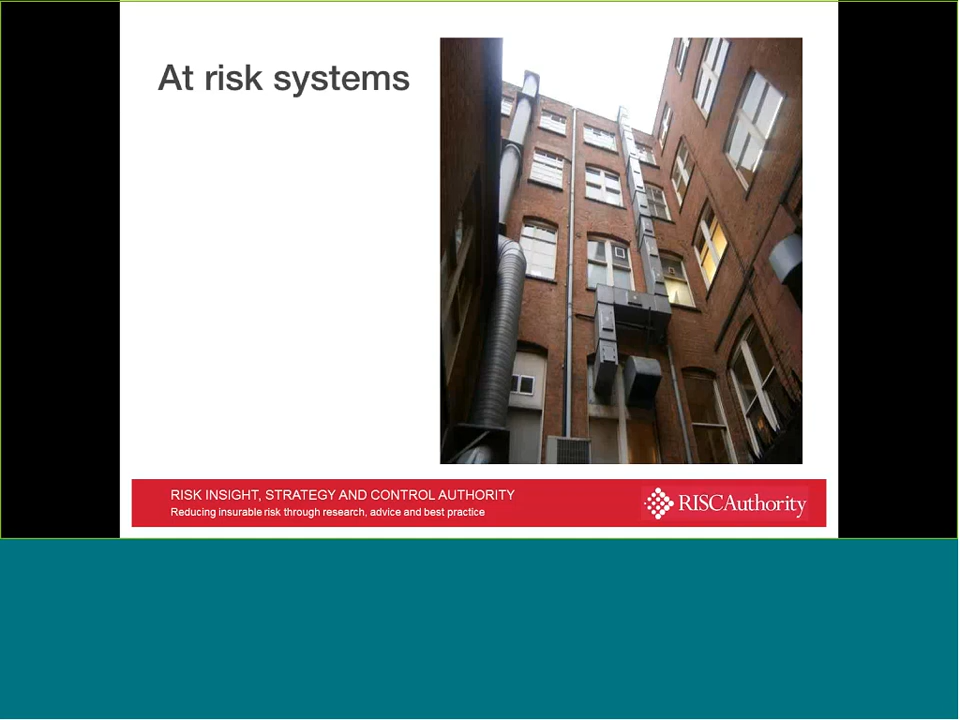 At risk systems
RISK INSIGHT, STRATEGY AND CONTROL AUTHORITY
Reducing insurable risk through research, advice and best practice
RISCAuthority